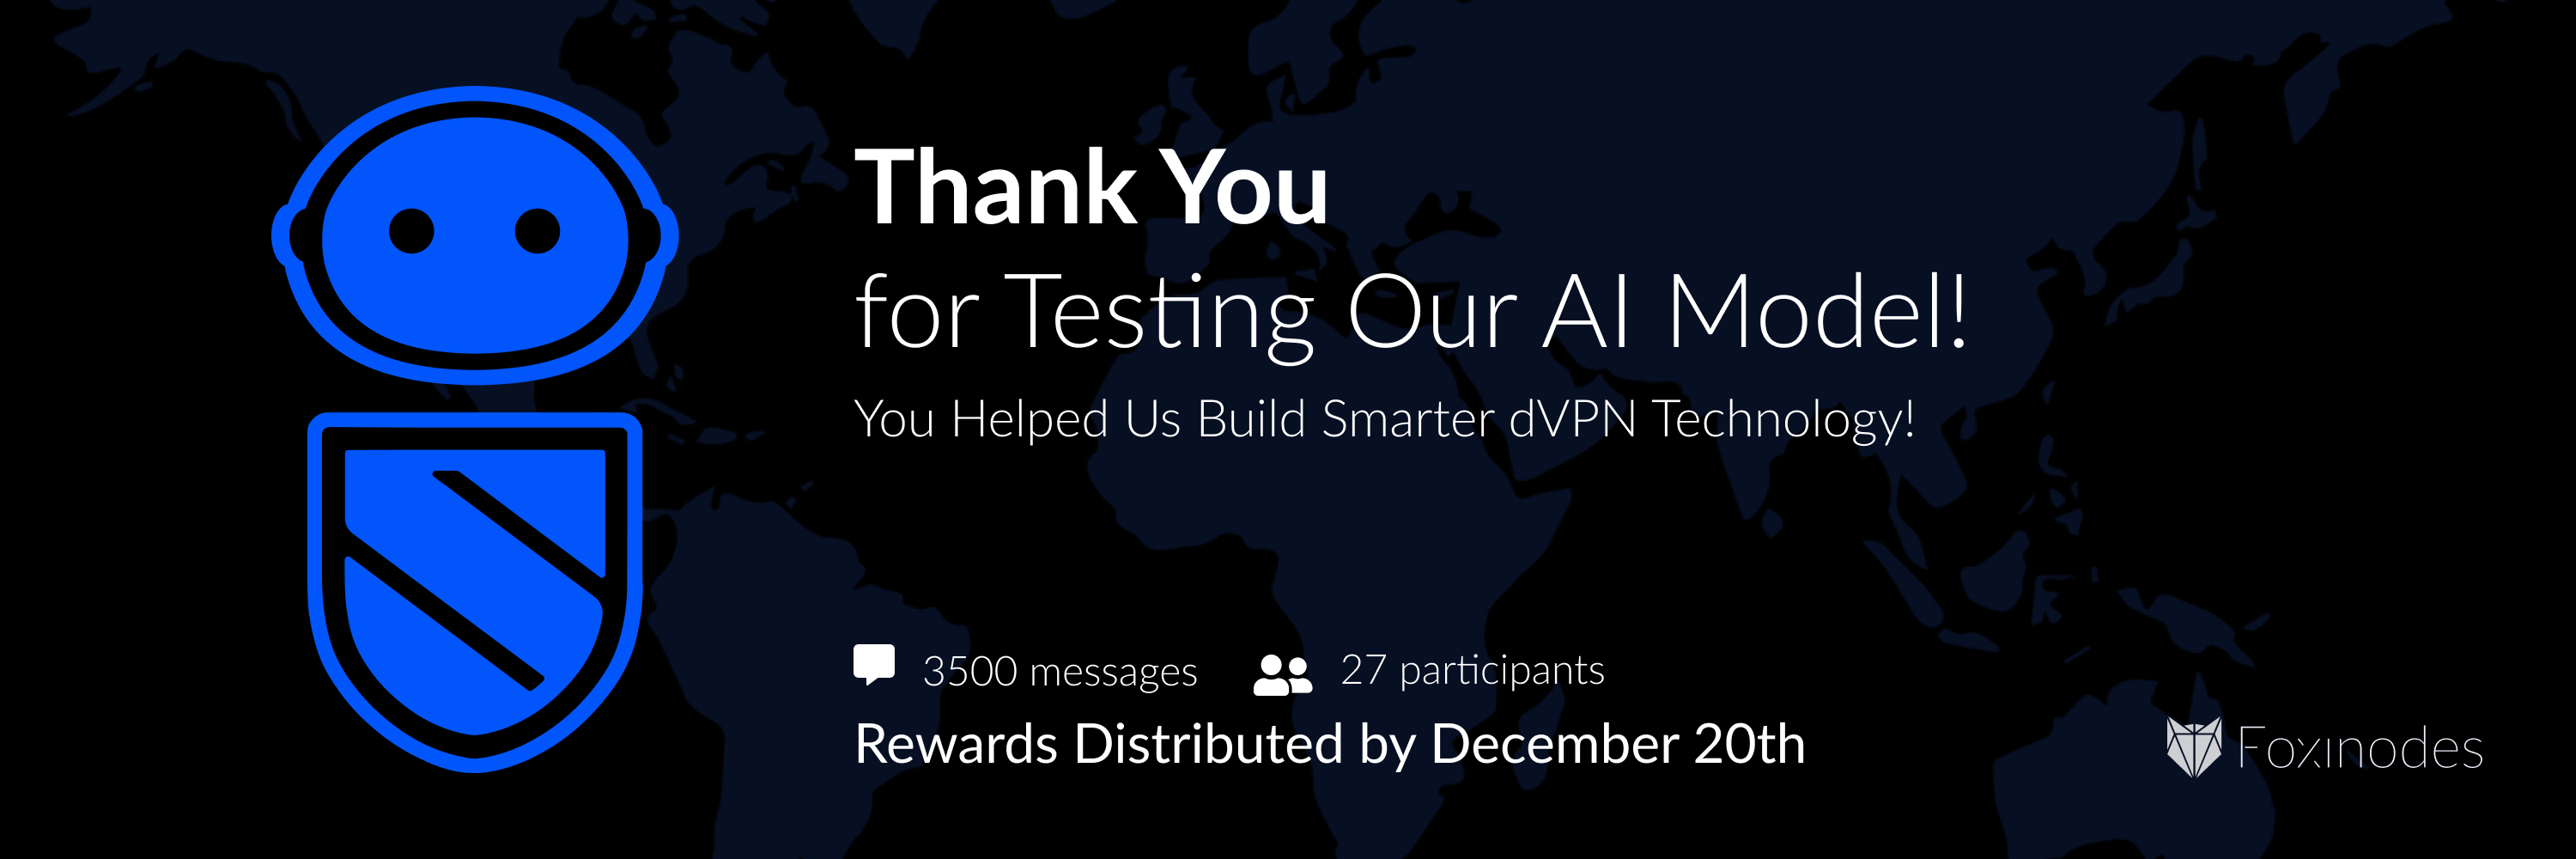 Thank You
for Testing Our AI Model!
You Helped Us Build Smarter dVPN Technology!
3500 messages 27 participants
Rewards Distributed by December 20th
Foxinodes